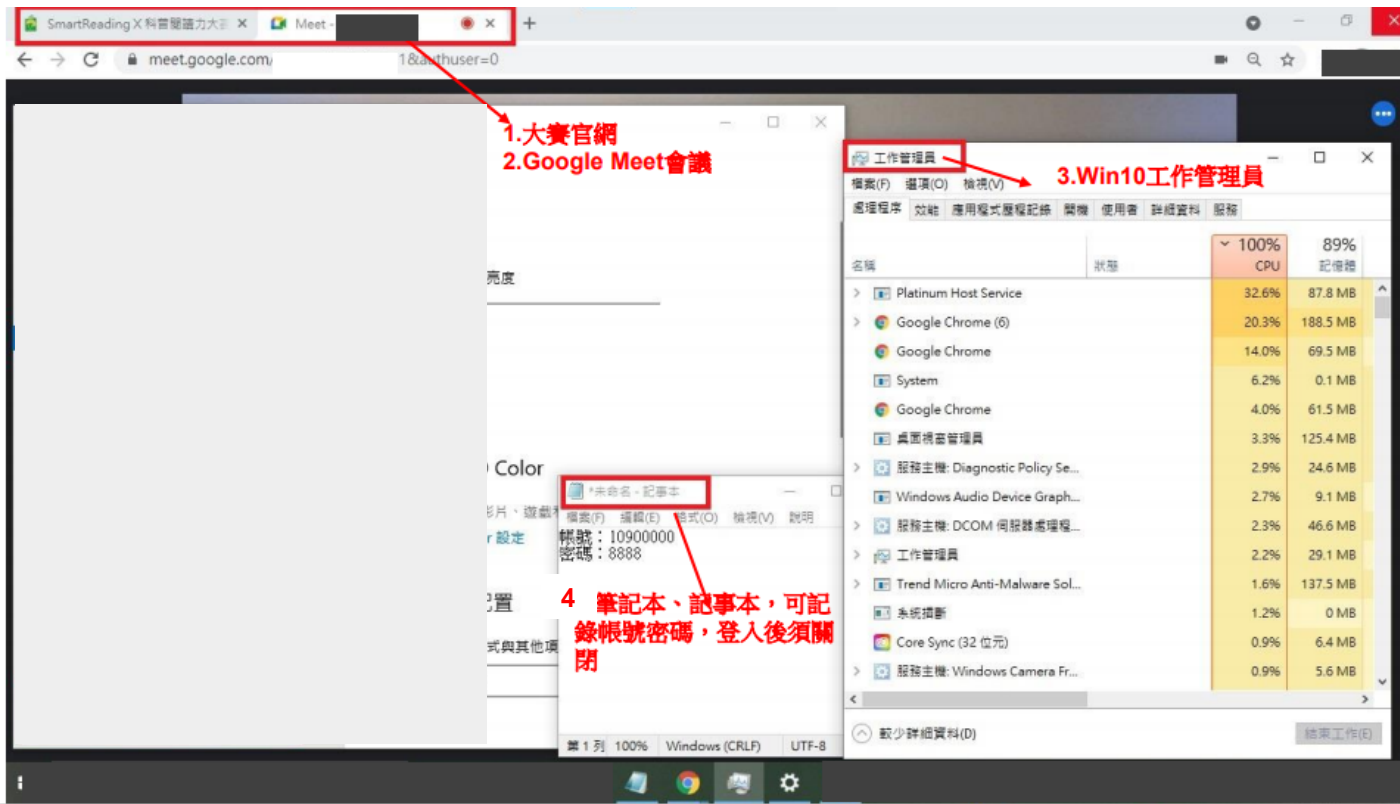 SmartReading X 科普閱讀力大
Meet -
meet.google.com/
1&authuser=0
1.大賽官網
2.Google Meet會議
亮度
Color
影片、遊戲
設定
配置
式與其他項
工作管理員
3.Win10工作管理員
檔案(F) 選項(O) 檢視(V)
處理程序 效能 應用程式歷程記錄 開機 使用者 詳細資料 服務
100% 89%
名稱 狀態 CPU 記憶體
Platinum Host Service 32.6% 87.8 MB
Google Chrome (6) 20.3% 188.5 MB
Google Chrome 14.0% 69.5 MB
System 6.2% 0.1 MB
Google Chrome 4.0% 61.5 MB
桌面視窗管理員 3.3% 125.4 MB
服務主機: Diagnostic Policy Se... 2.9% 24.6 MB
Windows Audio Device Graph... 2.7% 9.1 MB
服務主機: DCOM 伺服器處理程... 2.3% 46.6 MB
工作管理員 2.2% 29.1 MB
Trend Micro Anti-Malware Sol... 1.6% 137.5 MB
系統插斷 1.2% 0 MB
Core Sync (32 位元) 0.9% 6.4 MB
服務主機: Windows Camera Fr... 0.9% 5.6 MB
較少詳細資料(D) 結束工作(E)
*未命名 - 記事本
檔案(F) 編輯(E) 格式(O) 檢視(V) 說明
帳號：10900000
密碼：8888
4 筆記本、記事本，可記
錄帳號密碼，登入後須關
閉
第 1 列 100% Windows (CRLF) UTF-8